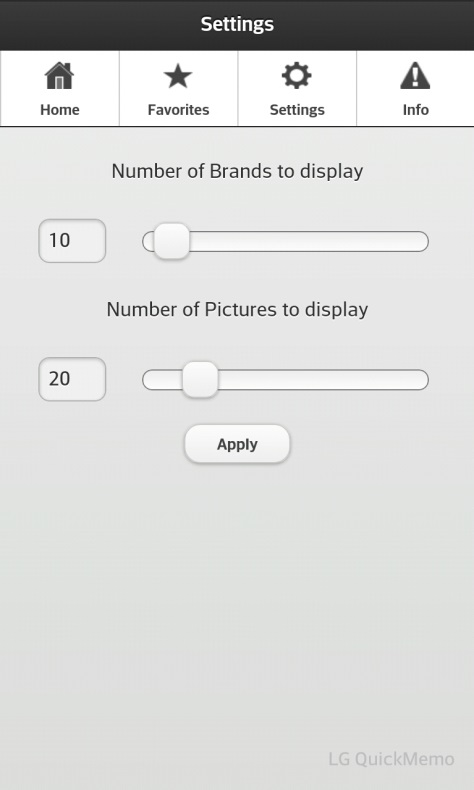 Settings
Home Favorites Settings Info
Number of Brands to display
10
Number of Pictures to display
20
Apply
LG QuickMemo